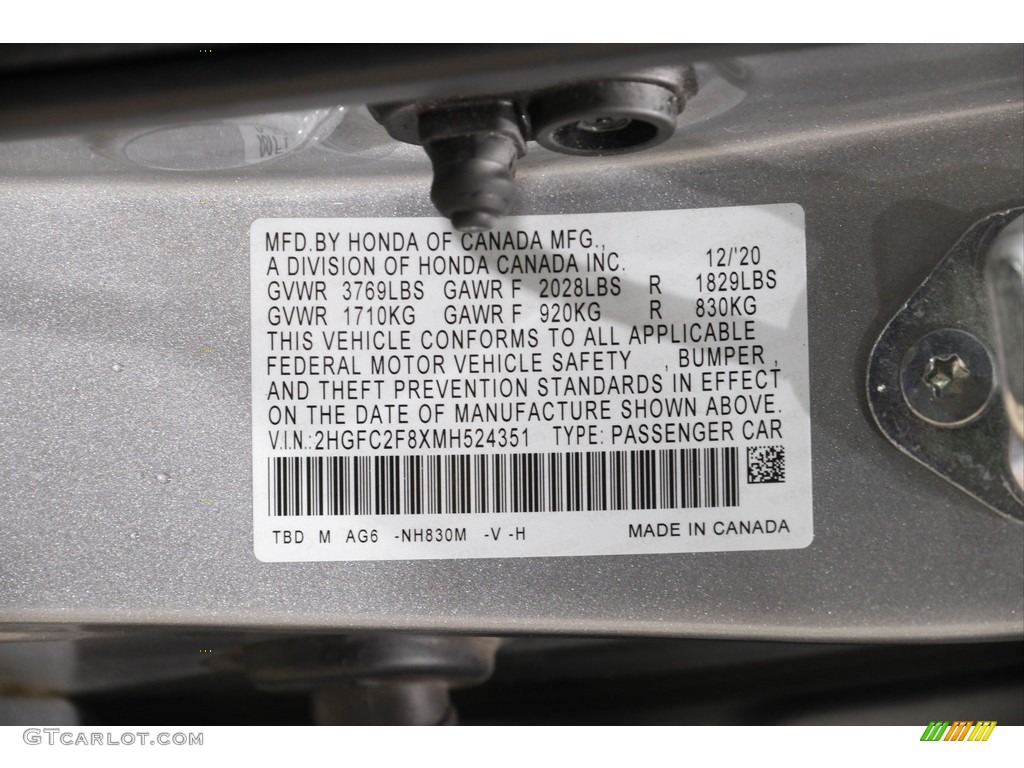 MFD.BY HONDA OF CANADA MFG.,
A DIVISION OF HONDA CANADA INC. 12/'20
GVWR 3769LBS GAWR F 2028LBS R 1829LBS
GVWR 1710KG GAWR F 920KG R 830KG
THIS VEHICLE CONFORMS TO ALL APPLICABLE
FEDERAL MOTOR VEHICLE SAFETY , BUMPER ,
AND THEFT PREVENTION STANDARDS IN EFFECT
ON THE DATE OF MANUFACTURE SHOWN ABOVE.
V.I.N.:2HGFC2F8XMH524351 TYPE: PASSENGER CAR
TBD M AG6 -NH830M -V -H MADE IN CANADA
GTCARLOT.COM